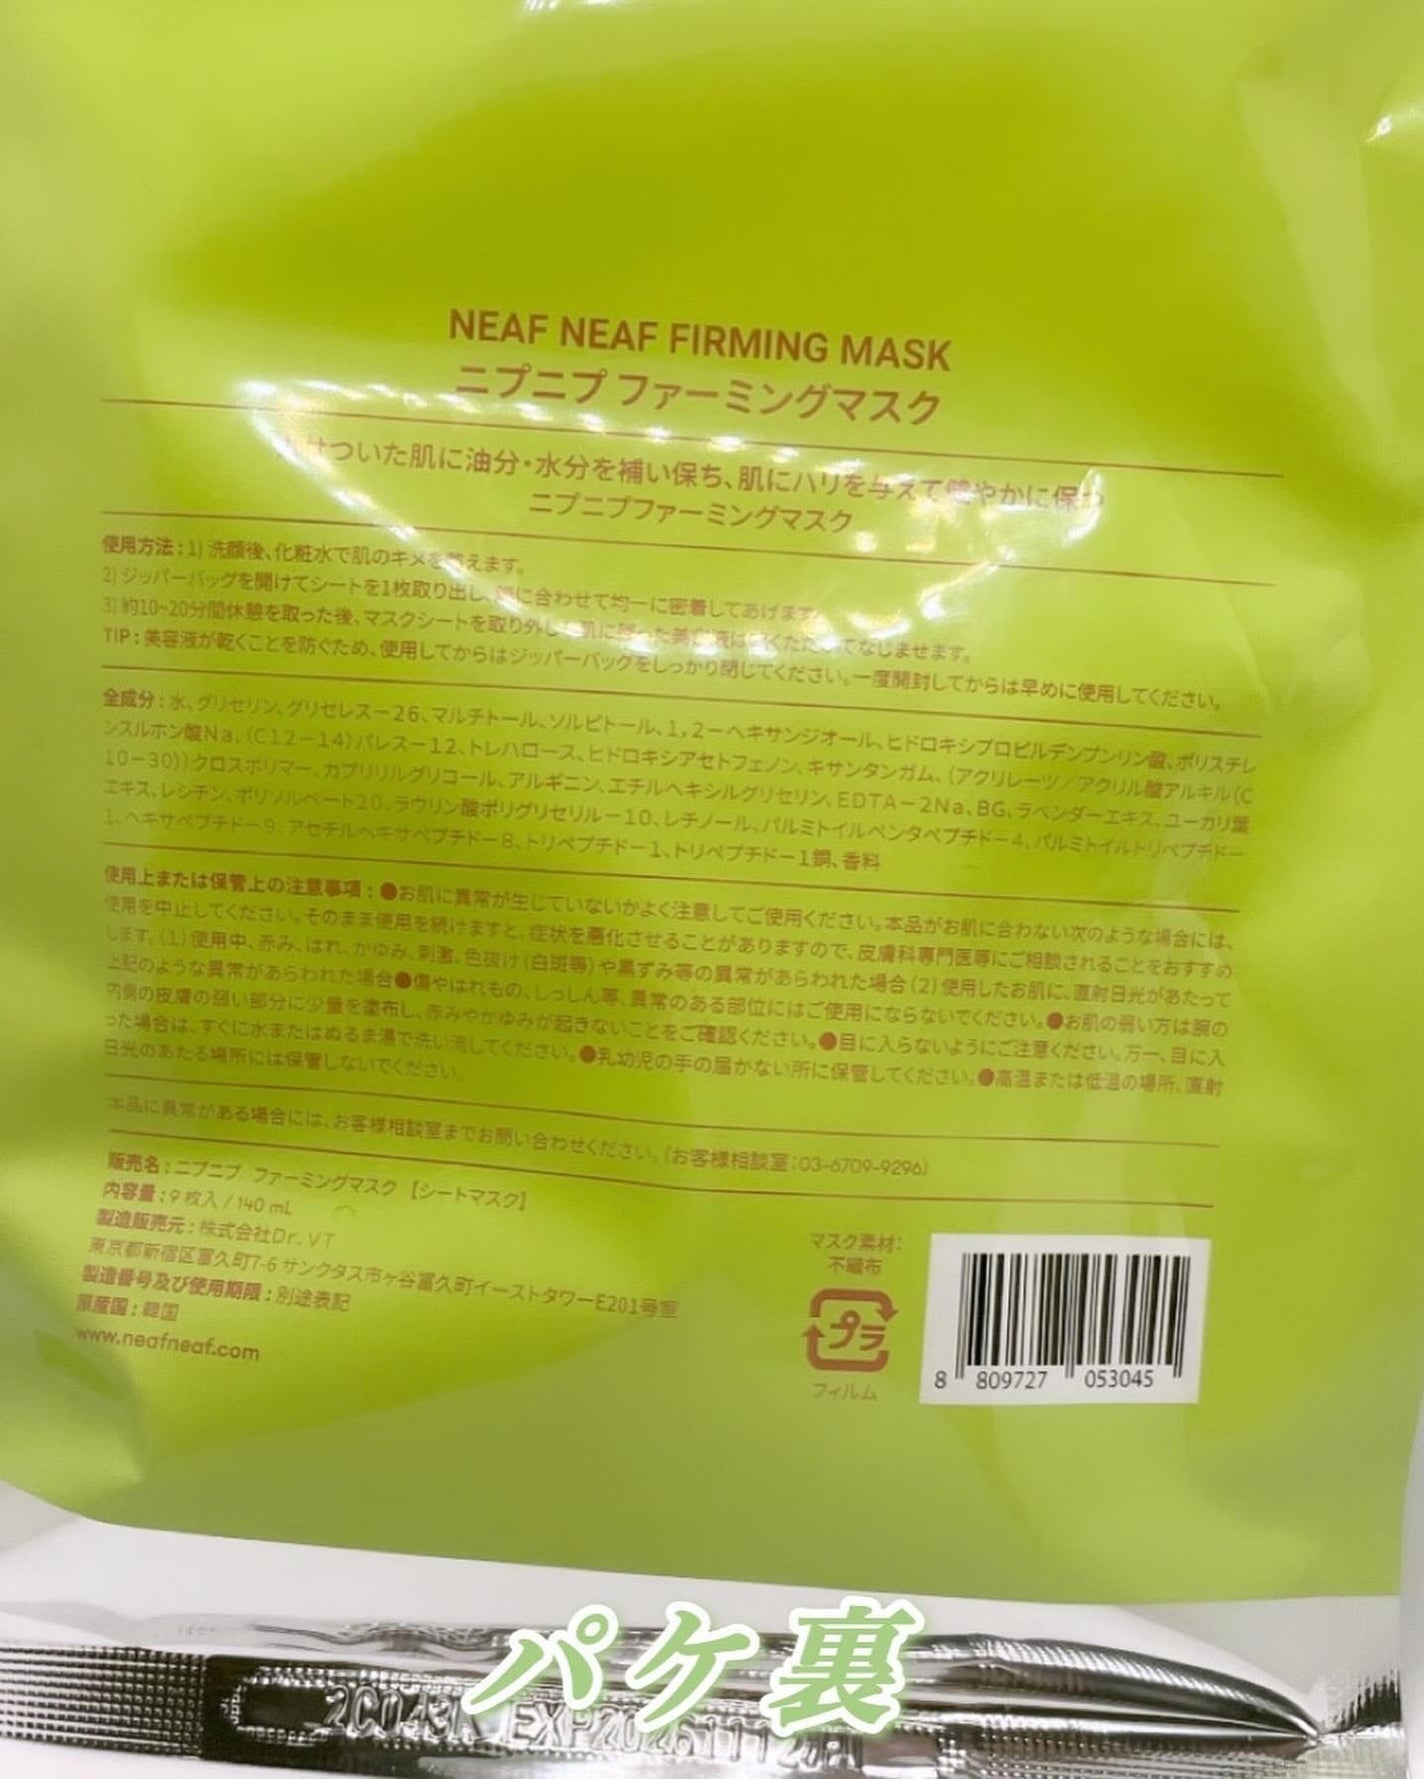 NEAF NEAF FIRMING MASK
ニプニプ ファーミングマスク
ついた肌に油分・水分を補い保ち、肌にハリを与えて健やかに保つ
ニプニプファーミングマスク
使用方法：1) 洗顔後、化粧水で肌のキメを整えます。
2) ジッパーバッグを開けてシートを1枚取り出し、顔に合わせて均一に密着してあげます。
3) 約10~20分間休憩を取った後、マスクシートを取り外し、肌に残った美容液は軽くたたいてなじませます。
TIP：美容液が乾くことを防ぐため、使用してからはジッパーバッグをしっかり閉じてください。一度開封してからは早めに使用してください。
全成分：水、グリセリン、グリセレス－26、マルチトール、ソルビトール、1，2－ヘキサンジオール、ヒドロキシプロピルデンプンリン酸、ポリスチレ
ンスルホン酸Na、（C12－14）パレス－12、トレハロース、ヒドロキシアセトフェノン、キサンタンガム、（アクリレーツ／アクリル酸アルキル（C
10－30））クロスポリマー、カプリリルグリコール、アルギニン、エチルヘキシルグリセリン、EDTA－2Na、BG、ラベンダーエキス、ユーカリ葉
エキス、レシチン、ポリソルベート20、ラウリン酸ポリグリセリル－10、レチノール、パルミトイルペンタペプチド－4、パルミトイルトリペプチド－
1、ヘキサペプチド－9、アセチルヘキサペプチド－8、トリペプチド－1、トリペプチド－1銅、香料
使用上または保管上の注意事項：●お肌に異常が生じていないかよく注意してご使用ください。本品がお肌に合わない次のような場合には、
使用を中止してください。そのまま使用を続けますと、症状を悪化させることがありますので、皮膚科専門医等にご相談されることをおすすめ
します。（1）使用中、赤み、はれ、かゆみ、刺激、色抜け（白斑等）や黒ずみ等の異常があらわれた場合（2）使用したお肌に、直射日光があたって
上記のような異常があらわれた場合●傷やはれもの、しっしん等、異常のある部位にはご使用にならないでください。●お肌の弱い方は腕の
内側の皮膚の弱い部分に少量を塗布し、赤みやかゆみが起きないことをご確認ください。●目に入らないようにご注意ください。万一、目に入
った場合は、すぐに水またはぬるま湯で洗い流してください。●乳幼児の手の届かない所に保管してください。●高温または低温の場所、直射
日光のあたる場所には保管しないでください。
本品に異常がある場合には、お客様相談室までお問い合わせください。（お客様相談室：03-6709-9296）
販売名：ニプニプ ファーミングマスク 【シートマスク】
内容量：9 枚入 / 140 mL
製造販売元：株式会社Dr. VT
東京都新宿区富久町7-6 サンクタス市ヶ谷富久町イーストタワーE201号室
製造番号及び使用期限：別途表記
原産国：韓国
www.neafneaf.com
マスク素材：
不織布
プラ
フィルム
8 809727 053045
パケ裏
EXP20261112